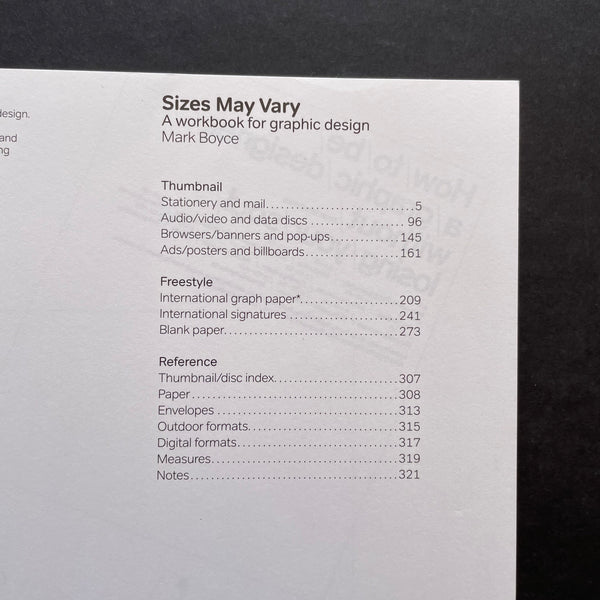 design.
and
ng
Sizes May Vary
A workbook for graphic design
Mark Boyce
Thumbnail
Stationery and mail..........................5
Audio/video and data discs .................. 96
Browsers/banners and pop-ups.............145
Ads/posters and billboards..................161
Freestyle
International graph paper*...................209
International signatures .....................241
Blank paper..................................273
Reference
Thumbnail/disc index.........................307
Paper........................................308
Envelopes ...................................313
Outdoor formats..............................315
Digital formats..............................317
Measures.....................................319
Notes........................................321